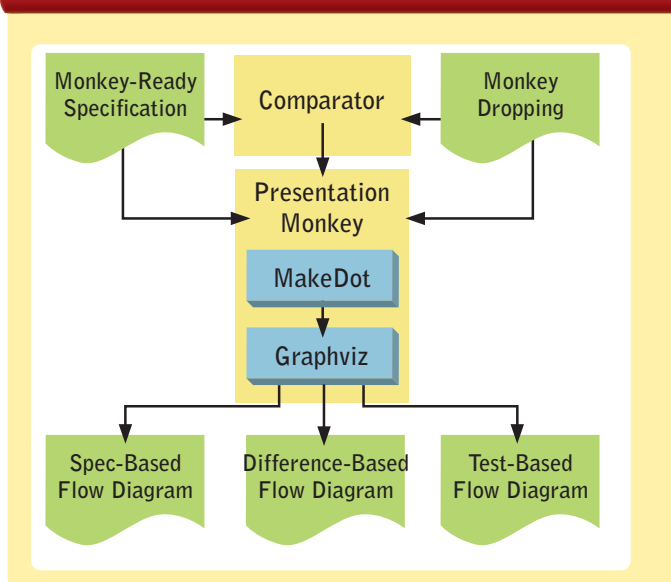 Monkey-Ready
Specification
Comparator
Monkey
Dropping
Presentation
Monkey
MakeDot
Graphviz
Spec-Based
Flow Diagram
Difference-Based
Flow Diagram
Test-Based
Flow Diagram